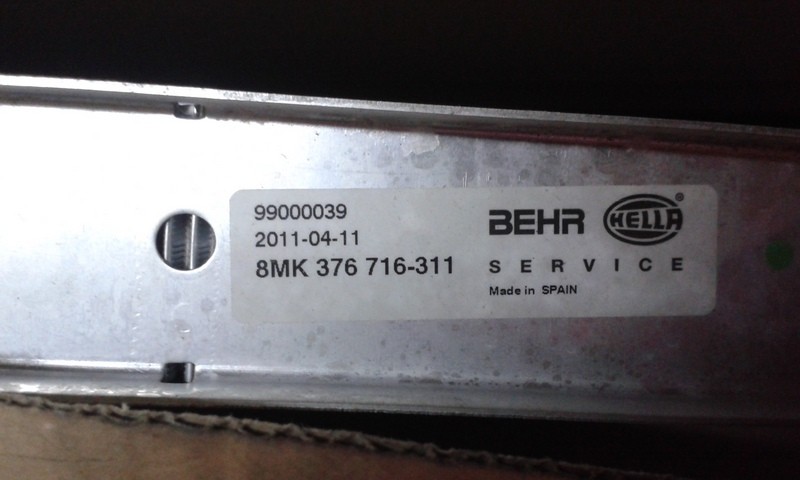 99000039
2011-04-11
8MK 376 716-311
BEHR HELLA®
SERVICE
Made in SPAIN